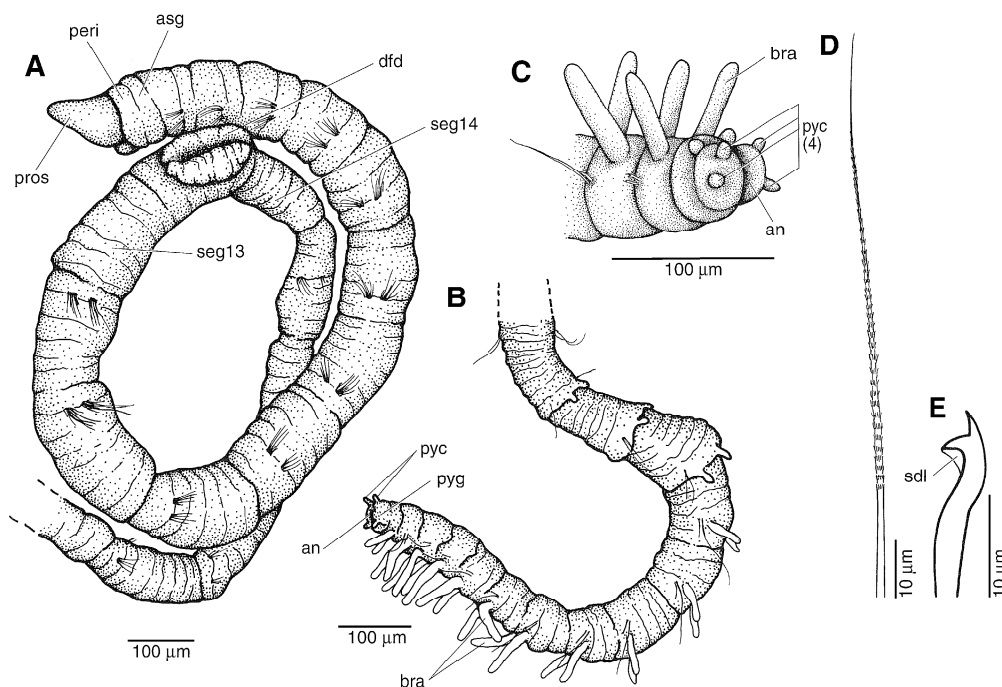 A
peri
asg
dfd
seg14
pros
seg13
100 µm
B
pyc
pyg
an
100 µm
bra
C
bra
pyc
(4)
an
100 µm
D
10 µm
E
sdl
10 µm